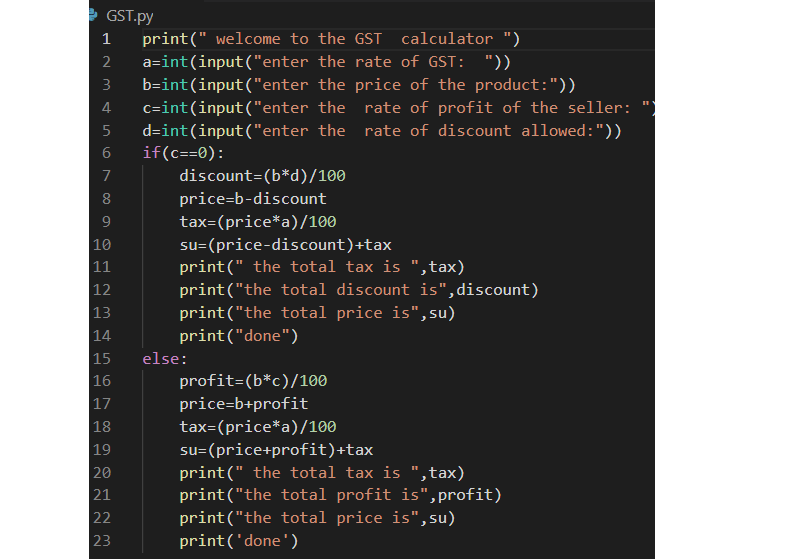 GST.py
1 print(" welcome to the GST  calculator ")
2 a=int(input("enter the rate of GST:  "))
3 b=int(input("enter the price of the product:"))
4 c=int(input("enter the  rate of profit of the seller: ")
5 d=int(input("enter the  rate of discount allowed:"))
6 if(c==0):
7     discount=(b*d)/100
8     price=b-discount
9     tax=(price*a)/100
10     su=(price-discount)+tax
11     print(" the total tax is ",tax)
12     print("the total discount is",discount)
13     print("the total price is",su)
14     print("done")
15 else:
16     profit=(b*c)/100
17     price=b+profit
18     tax=(price*a)/100
19     su=(price+profit)+tax
20     print(" the total tax is ",tax)
21     print("the total profit is",profit)
22     print("the total price is",su)
23     print('done')